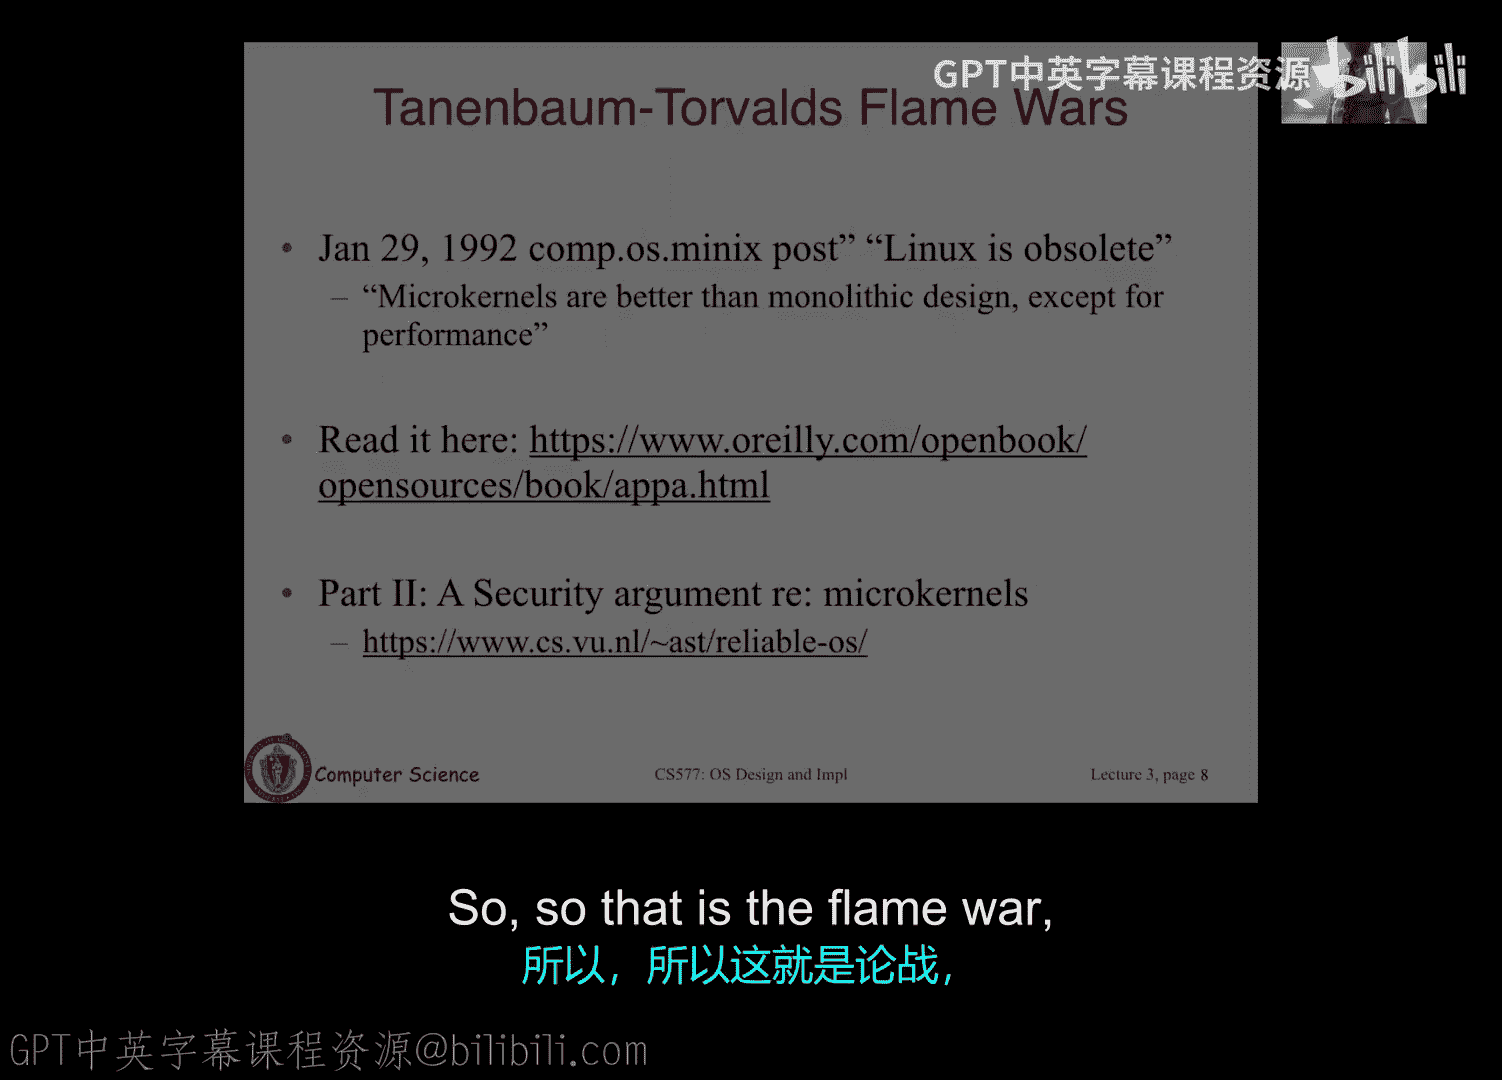 GPT中英字幕课程资源 bilibili
Tanenbaum-Torvalds Flame Wars
• Jan 29, 1992 comp.os.minix post” “Linux is obsolete”
– “Microkernels are better than monolithic design, except for
performance”
• Read it here: https://www.oreilly.com/openbook/
opensources/book/appa.html
• Part II: A Security argument re: microkernels
– https://www.cs.vu.nl/~ast/reliable-os/
Computer Science
CS577: OS Design and Impl
Lecture 3, page 8
So, so that is the flame war,
所以，所以这就是论战，
GPT中英字幕课程资源@bilibili.com